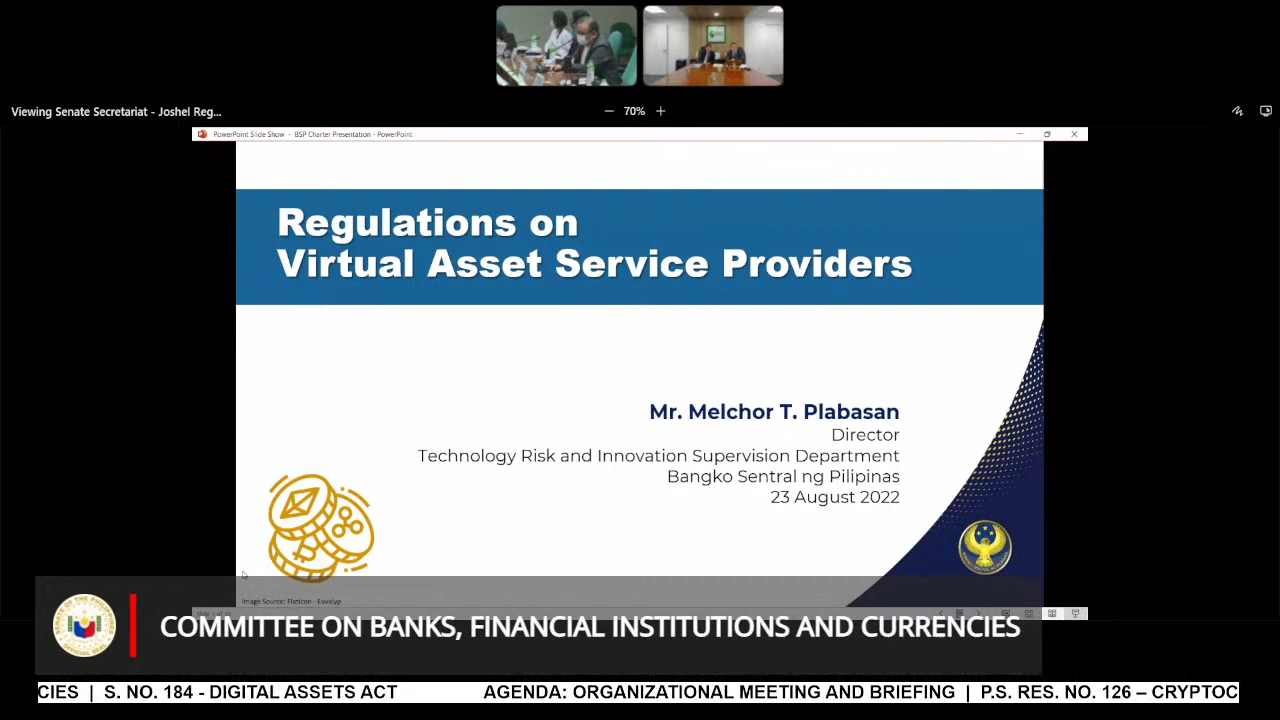 Viewing Senate Secretariat - Joshel Reg...
70%
PowerPoint Slide Show - BSP Charter Presentation - PowerPoint
Regulations on
Virtual Asset Service Providers
Mr. Melchor T. Plabasan
Director
Technology Risk and Innovation Supervision Department
Bangko Sentral ng Pilipinas
23 August 2022
Image Source: Flaticon - Euvalyp
COMMITTEE ON BANKS, FINANCIAL INSTITUTIONS AND CURRENCIES
CIES | S. NO. 184 - DIGITAL ASSETS ACT AGENDA: ORGANIZATIONAL MEETING AND BRIEFING | P.S. RES. NO. 126 – CRYPTOC